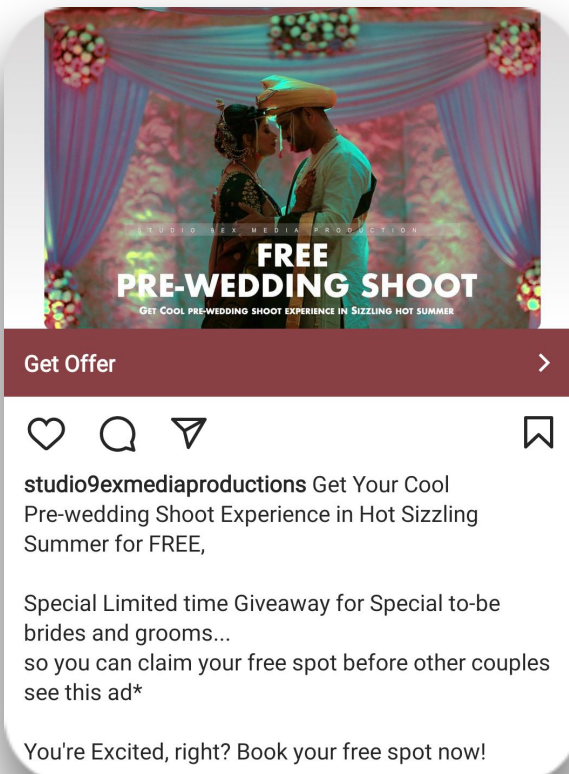 STUDIO 9EX MEDIA PRODUCTION
FREE
PRE-WEDDING SHOOT
GET COOL PRE-WEDDING SHOOT EXPERIENCE IN SIZZLING HOT SUMMER
Get Offer
studio9exmediaproductions Get Your Cool
Pre-wedding Shoot Experience in Hot Sizzling
Summer for FREE,
Special Limited time Giveaway for Special to-be
brides and grooms...
so you can claim your free spot before other couples
see this ad*
You're Excited, right? Book your free spot now!